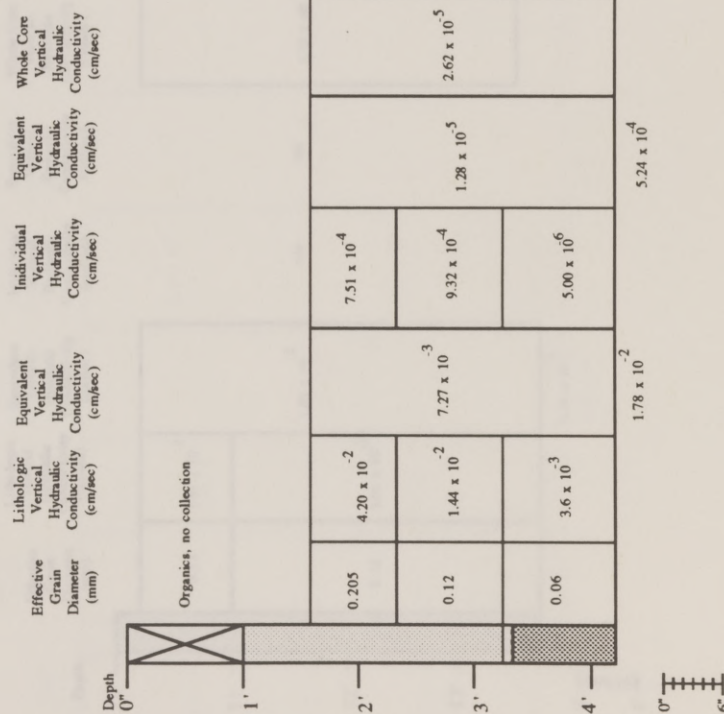 Depth
Effective
Grain
Diameter
(mm)
Lithologic
Vertical
Hydraulic
Conductivity
(cm/sec)
Equivalent
Vertical
Hydraulic
Conductivity
(cm/sec)
Inidividual
Vertical
Hydraulic
Conductivity
(cm/sec)
Equivalent
Vertical
Hydraulic
Conductivity
(cm/sec)
Whole Core
Vertical
Hydraulic
Conductivity
(cm/sec)
0"
Organics, no collection
1'
0.205
4.20 x 10⁻²
7.51 x 10⁻⁴
2'
0.12
1.44 x 10⁻²
7.27 x 10⁻³
9.32 x 10⁻⁴
1.28 x 10⁻⁵
2.62 x 10⁻⁵
3'
0.06
3.6 x 10⁻³
5.00 x 10⁻⁶
4'
1.78 x 10⁻²
5.24 x 10⁻⁴
0"
6"